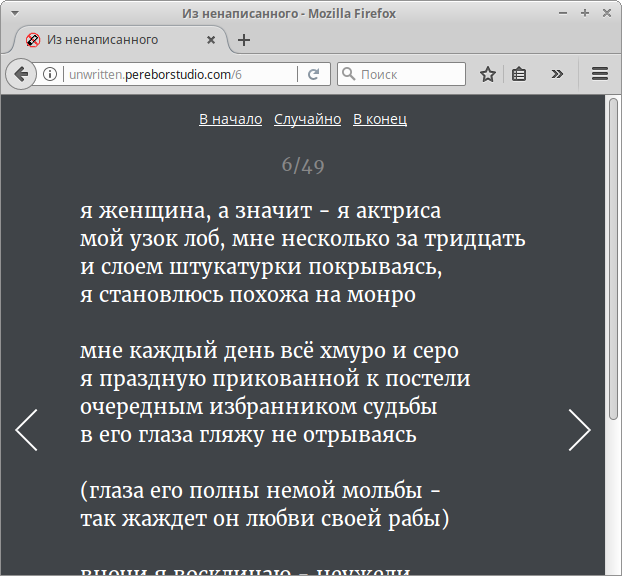 Из ненаписанного - Mozilla Firefox
Из ненаписанного
unwritten.pereborstudio.com/6
Поиск
В начало Случайно В конец
6/49
я женщина, а значит - я актриса
мой узок лоб, мне несколько за тридцать
и слоем штукатурки покрываясь,
я становлюсь похожа на монро
мне каждый день всё хмуро и серо
я праздную прикованной к постели
очередным избранником судьбы
в его глаза гляжу не отрываясь
(глаза его полны немой мольбы -
так жаждет он любви своей рабы)
вночи я восклицаю - неужели